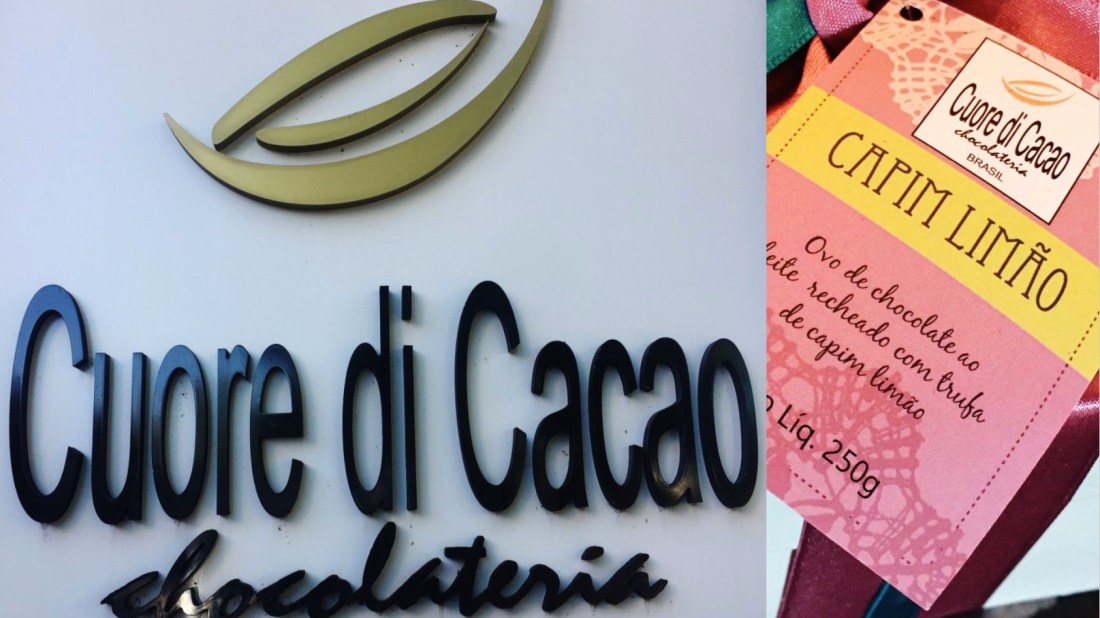 Cuore di Cacao
chocolateria
Cuore di Cacao
chocolateria
BRASIL
CAPIM LIMÃO
Ovo de chocolate ao
leite recheado com trufa
de capim limão
Líq. 250g